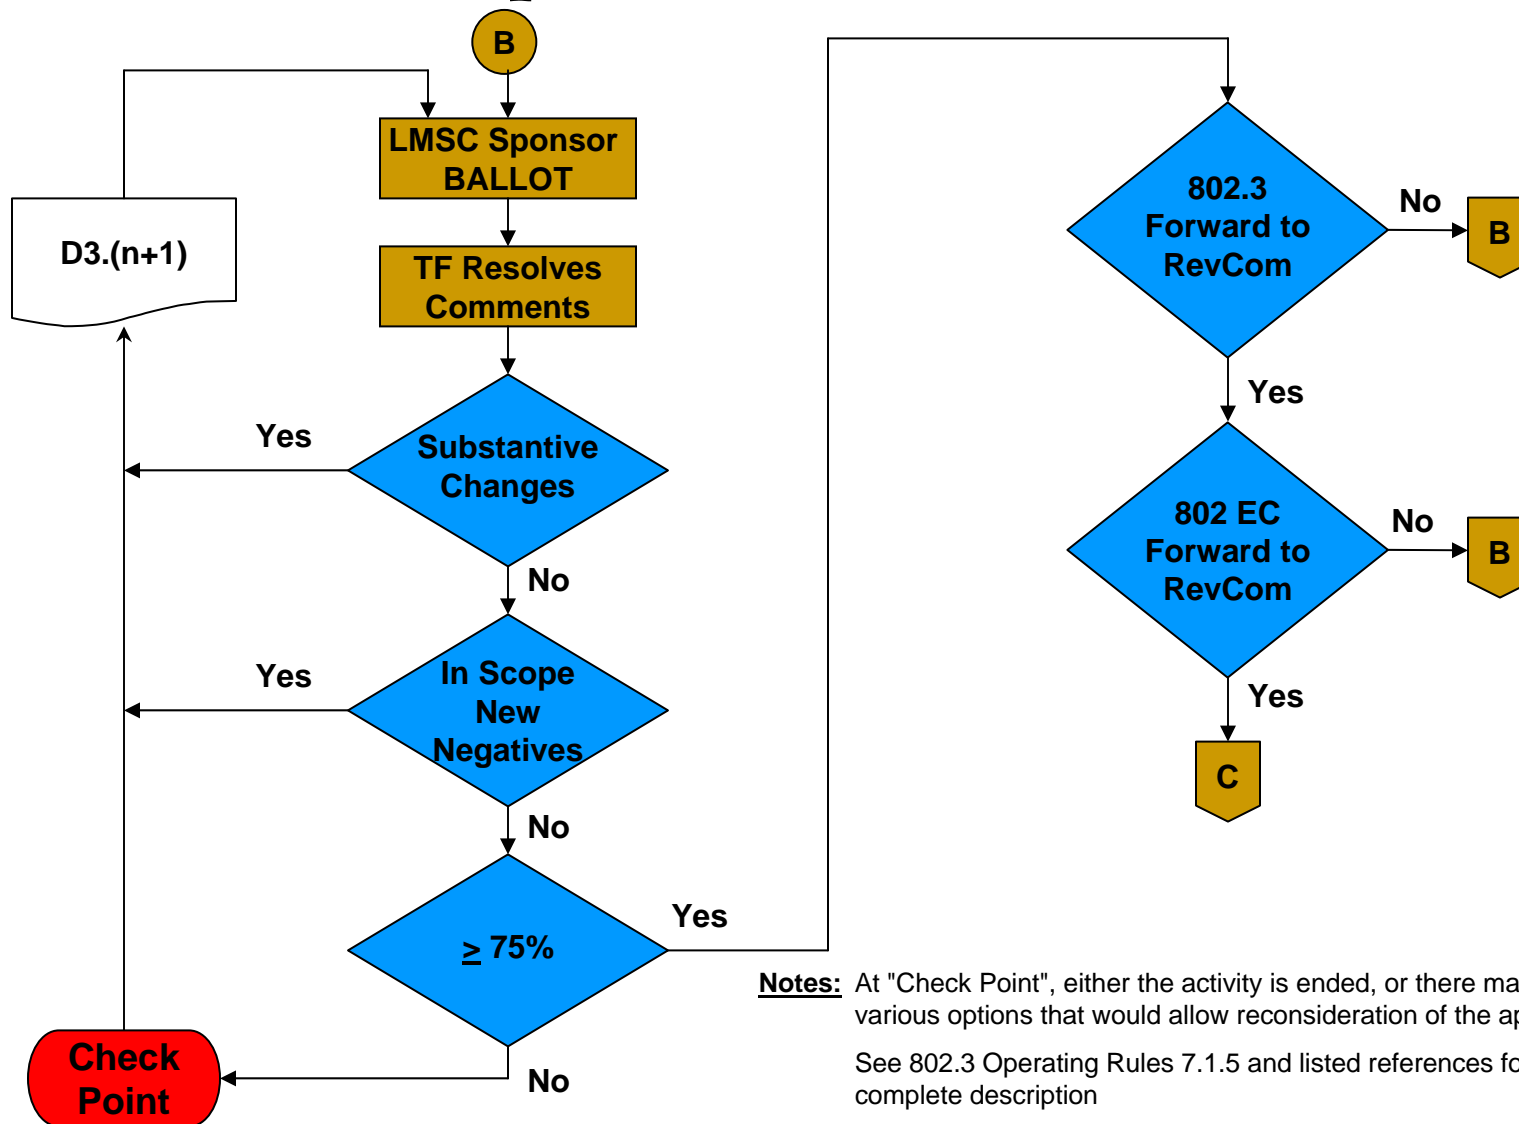 B
LMSC Sponsor
BALLOT
D3.(n+1)
TF Resolves
Comments
Substantive
Changes
Yes
No
In Scope
New
Negatives
Yes
No
≥ 75%
Yes
No
Check
Point
802.3
Forward to
RevCom
No
B
Yes
802 EC
Forward to
RevCom
No
B
Yes
C
Notes: At "Check Point", either the activity is ended, or there
various options that would allow reconsideration of the
See 802.3 Operating Rules 7.1.5 and listed references
complete description